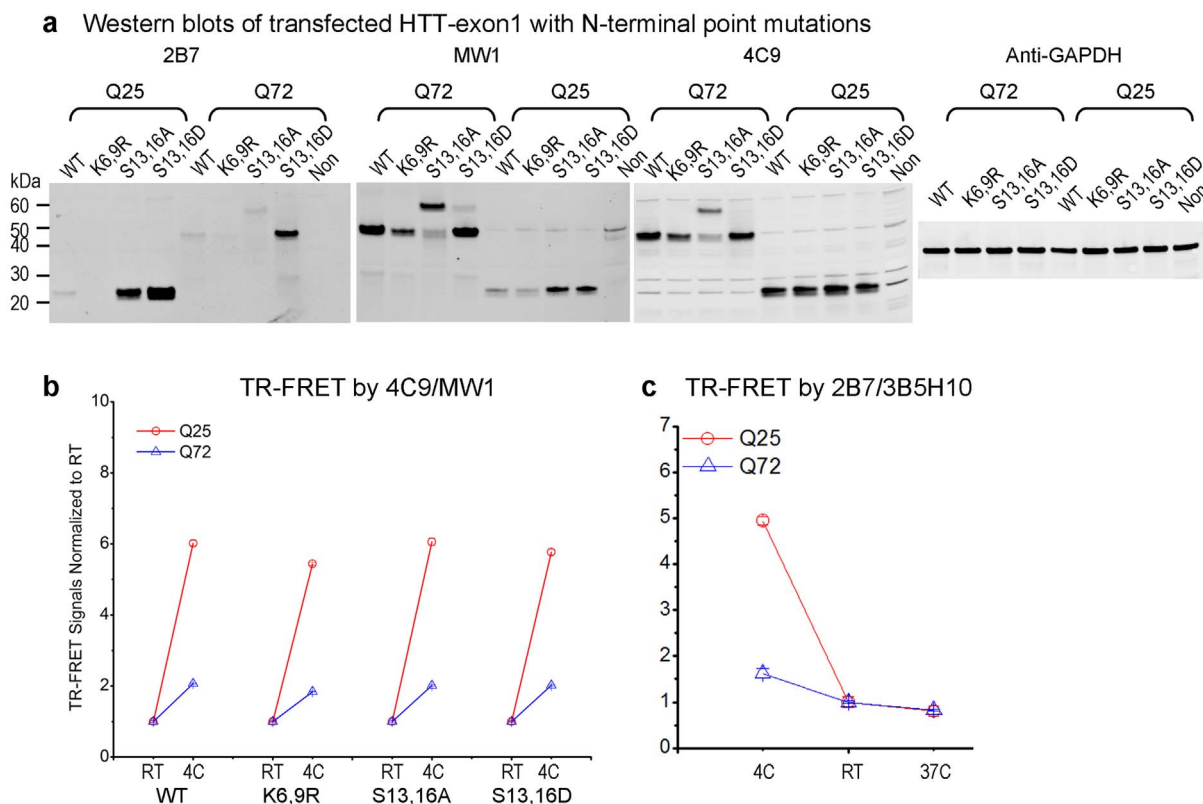 a Western blots of transfected HTT-exon1 with N-terminal point mutations
2B7 MW1 4C9 Anti-GAPDH
Q25 Q72 Q72 Q25 Q72 Q25 Q72 Q25
WT K6,9R S13,16A S13,16D WT K6,9R S13,16A S13,16D Non
WT K6,9R S13,16A S13,16D WT K6,9R S13,16A S13,16D Non
WT K6,9R S13,16A S13,16D WT K6,9R S13,16A S13,16D Non
WT K6,9R S13,16A S13,16D WT K6,9R S13,16A S13,16D Non
kDa
60
50
40
30
20
b TR-FRET by 4C9/MW1
TR-FRET Signals Normalized to RT
10
8
6
4
2
0
Q25
Q72
RT 4C RT 4C RT 4C RT 4C
WT K6,9R S13,16A S13,16D
c TR-FRET by 2B7/3B5H10
7
6
5
4
3
2
1
0
Q25
Q72
4C RT 37C